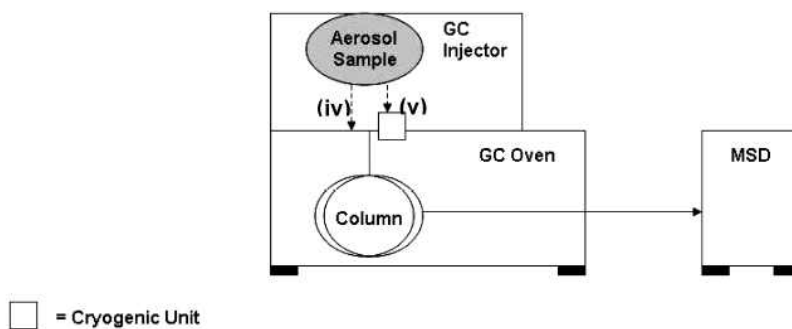 Aerosol
Sample
GC
Injector
(iv)
(v)
GC Oven
MSD
Column
= Cryogenic Unit